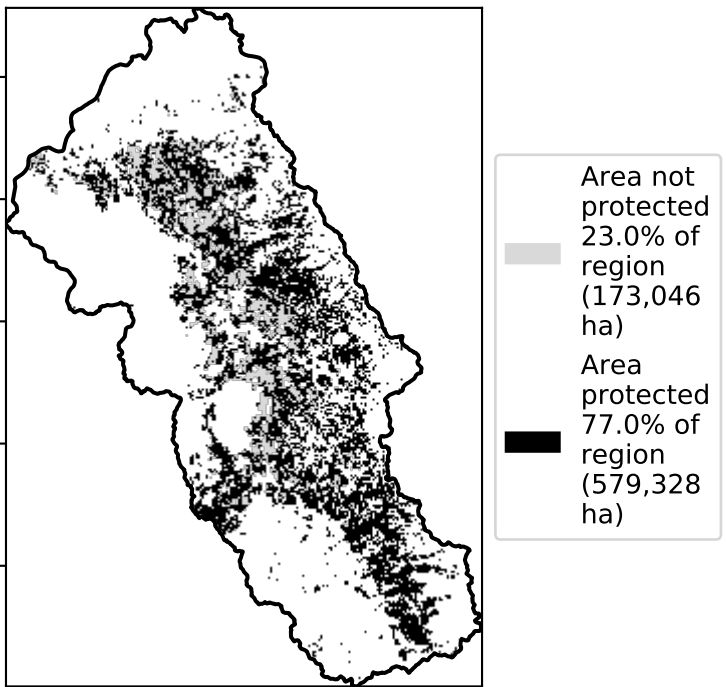 Area not
protected
23.0% of
region
(173,046
ha)
Area
protected
77.0% of
region
(579,328
ha)